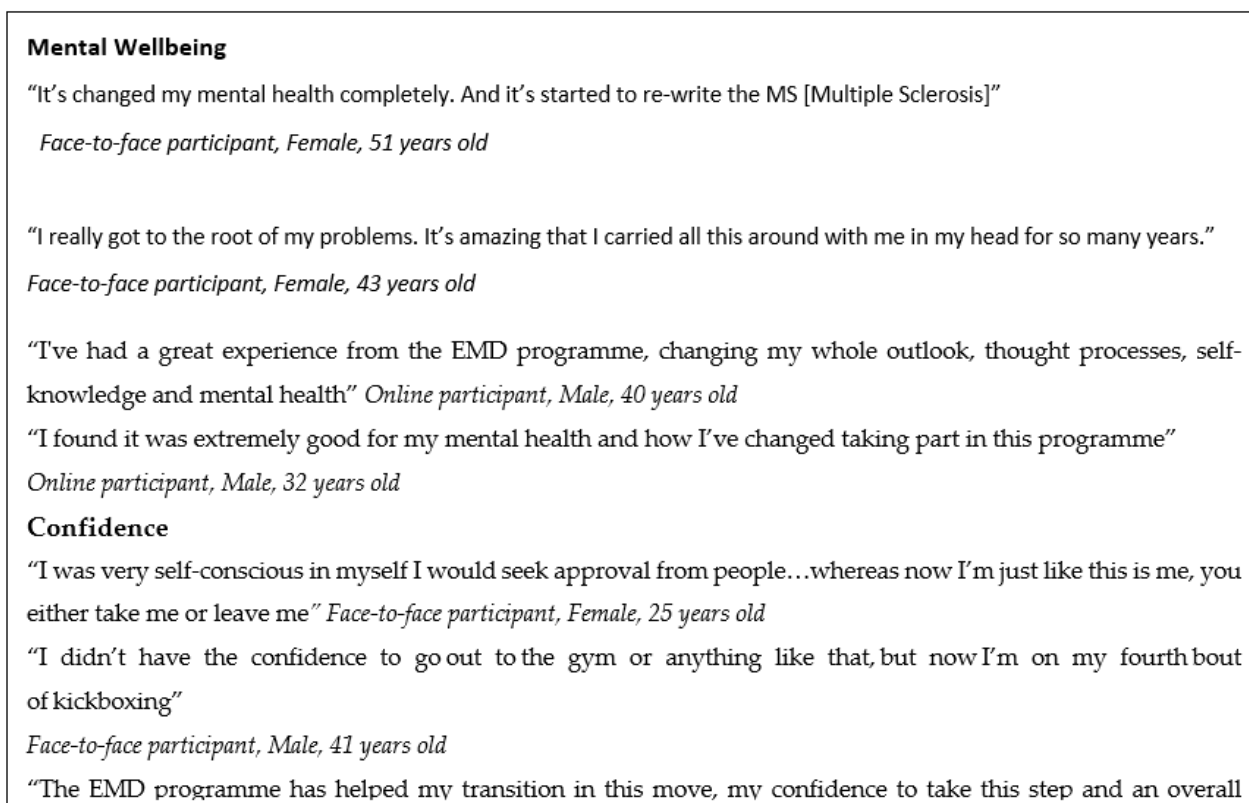 Mental Wellbeing
“It’s changed my mental health completely. And it’s started to re-write the MS [Multiple Sclerosis]”
Face-to-face participant, Female, 51 years old
“I really got to the root of my problems. It’s amazing that I carried all this around with me in my head for so many years.”
Face-to-face participant, Female, 43 years old
“I've had a great experience from the EMD programme, changing my whole outlook, thought processes, self-
knowledge and mental health” Online participant, Male, 40 years old
“I found it was extremely good for my mental health and how I’ve changed taking part in this programme”
Online participant, Male, 32 years old
Confidence
“I was very self-conscious in myself I would seek approval from people…whereas now I’m just like this is me, you
either take me or leave me” Face-to-face participant, Female, 25 years old
“I didn’t have the confidence to go out to the gym or anything like that, but now I’m on my fourth bout
of kickboxing”
Face-to-face participant, Male, 41 years old
“The EMD programme has helped my transition in this move, my confidence to take this step and an overall